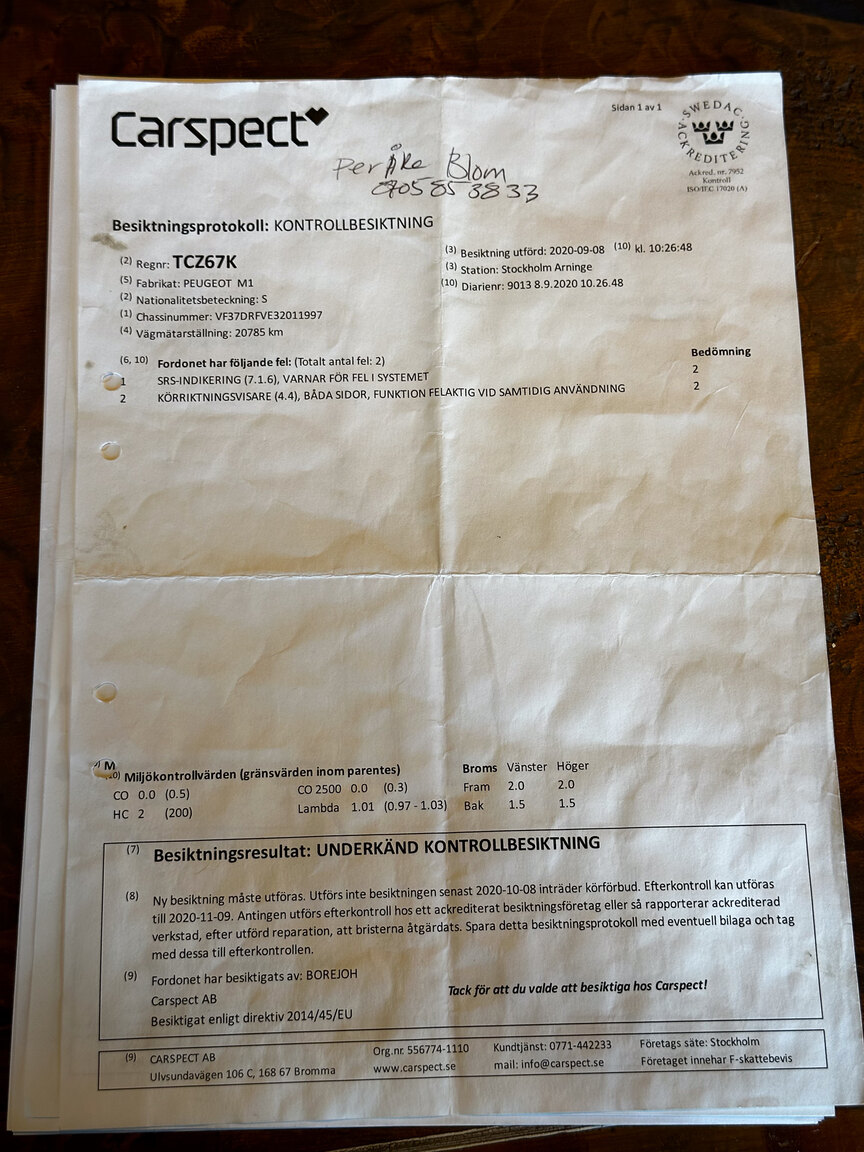 Carspect
Sidan 1 av 1
SWEDAC ACKREDITERING
Ackred. nr. 7952
Kontroll
ISO/IEC 17020 (A)
Per Åke Blom
0705 85 38 33
Besiktningsprotokoll: KONTROLLBESIKTNING
(2) Regnr: TCZ67K
(5) Fabrikat: PEUGEOT M1
(2) Nationalitetsbeteckning: S
(1) Chassinummer: VF37DRFVE32011997
(4) Vägmätarställning: 20785 km
(3) Besiktning utförd: 2020-09-08 (10) kl. 10:26:48
(3) Station: Stockholm Arninge
(10) Diarienr: 9013 8.9.2020 10.26.48
(6, 10) Fordonet har följande fel: (Totalt antal fel: 2) Bedömning
1 SRS-INDIKERING (7.1.6), VARNAR FÖR FEL I SYSTEMET 2
2 KÖRRIKTNINGSVISARE (4.4), BÅDA SIDOR, FUNKTION FELAKTIG VID SAMTIDIG ANVÄNDNING 2
M
Miljökontrollvärden (gränsvärden inom parentes)
CO 0.0 (0.5) CO 2500 0.0 (0.3)
HC 2 (200) Lambda 1.01 (0.97 - 1.03)
Broms Vänster Höger
Fram 2.0 2.0
Bak 1.5 1.5
(7) Besiktningsresultat: UNDERKÄND KONTROLLBESIKTNING
(8) Ny besiktning måste utföras. Utförs inte besiktningen senast 2020-10-08 inträder körförbud. Efterkontroll kan utföras
till 2020-11-09. Antingen utförs efterkontroll hos ett ackrediterat besiktningsföretag eller så rapporterar ackrediterad
verkstad, efter utförd reparation, att bristerna åtgärdats. Spara detta besiktningsprotokoll med eventuell bilaga och tag
med dessa till efterkontrollen.
(9) Fordonet har besiktigats av: BOREJOH
Carspect AB
Besiktigat enligt direktiv 2014/45/EU
Tack för att du valde att besiktiga hos Carspect!
(9) CARSPECT AB
Ulvsundavägen 106 C, 168 67 Bromma
Org.nr. 556774-1110
www.carspect.se
Kundtjänst: 0771-442233
mail: info@carspect.se
Företags säte: Stockholm
Företaget innehar F-skattebevis